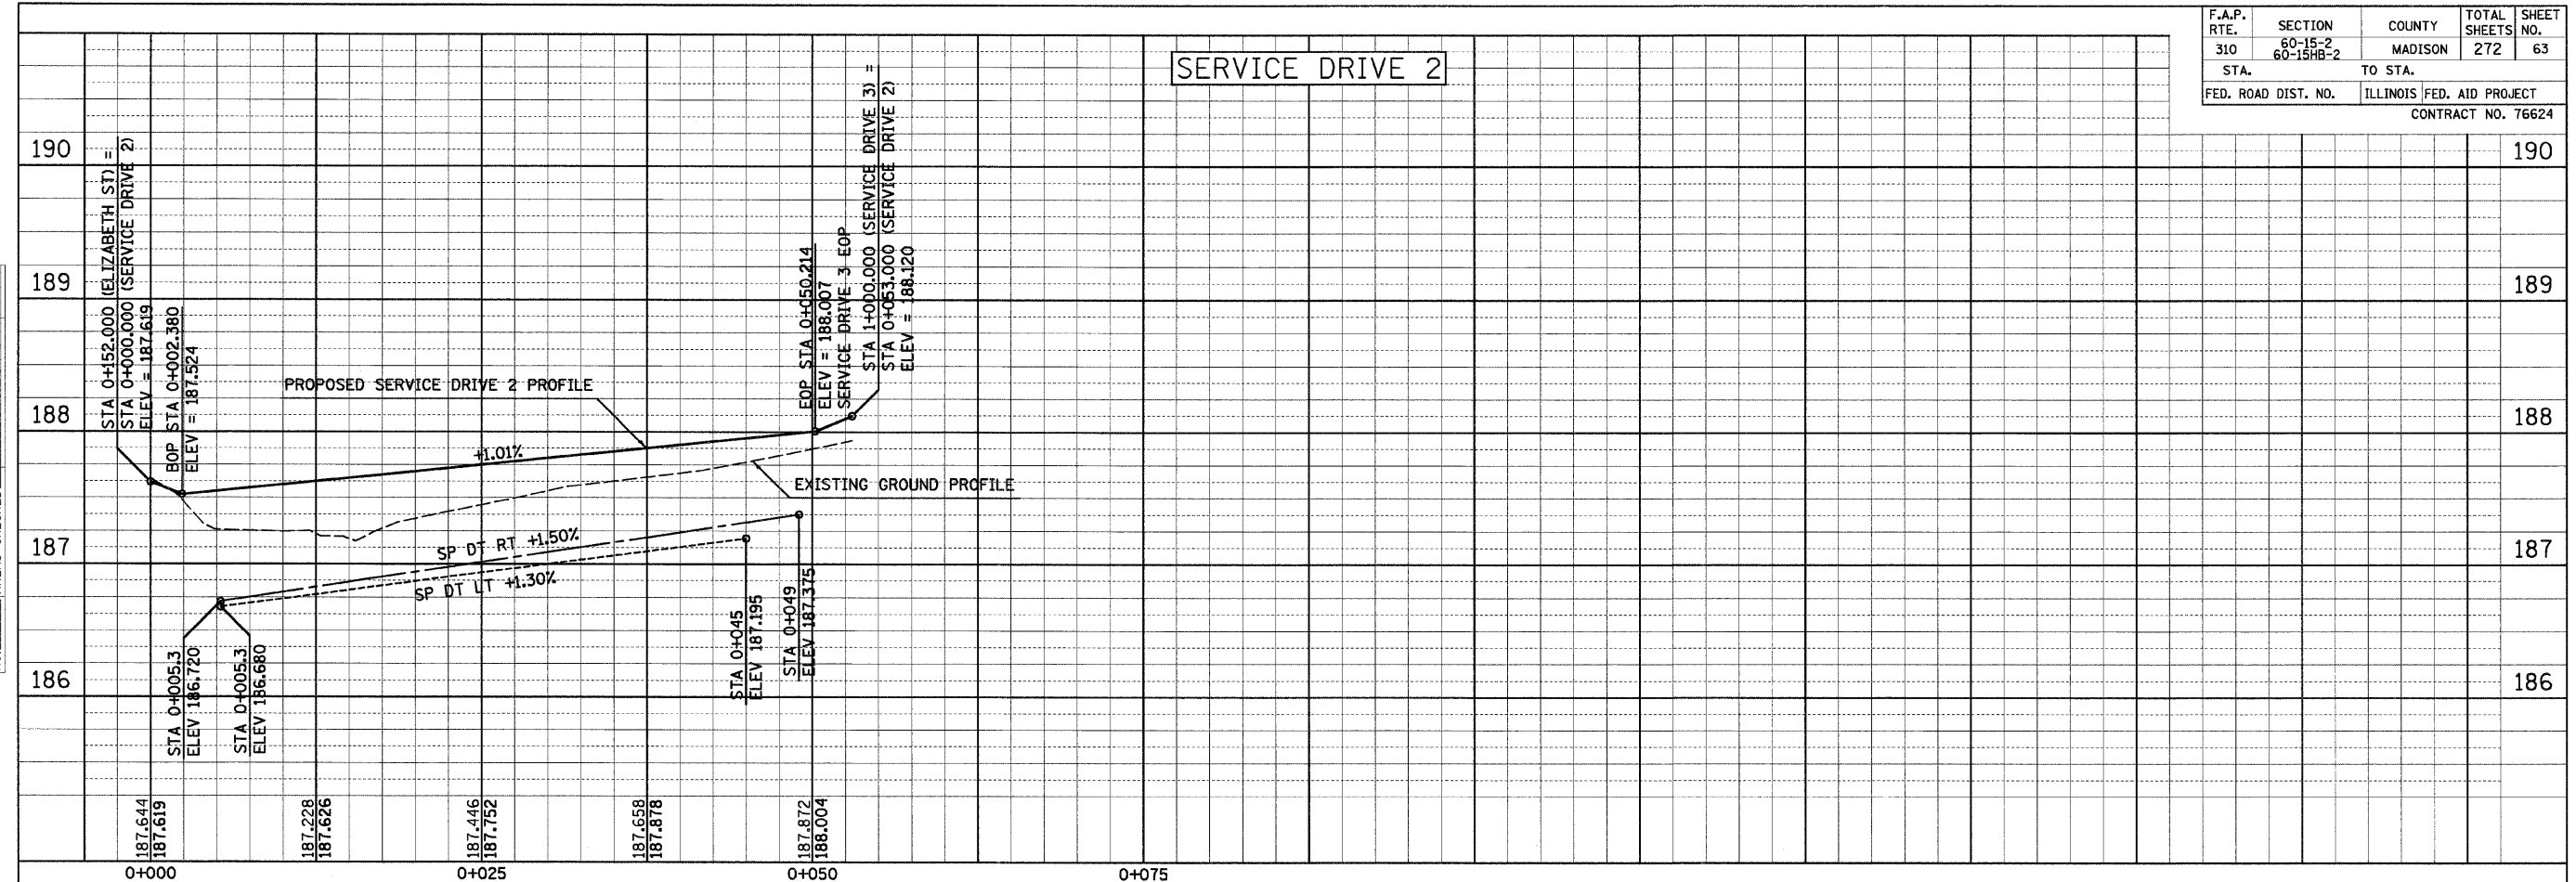 F.A.P. RTE. SECTION COUNTY TOTAL SHEETS SHEET NO.
310 60-15-2 60-15HB-2 MADISON 272 63
STA. TO STA.
FED. ROAD DIST. NO. ILLINOIS FED. AID PROJECT
CONTRACT NO. 76624
SERVICE DRIVE 2
190
189
188
187
186
190
189
188
187
186
STA 0+152.000 (ELIZABETH ST) =
STA 0+000.000 (SERVICE DRIVE 2)
ELEV = 187.619
BOP STA 0+002.380
ELEV = 187.524
PROPOSED SERVICE DRIVE 2 PROFILE
+1.01%
EOP STA 0+050.214
ELEV = 188.007
SERVICE DRIVE 3 EOP
STA 1+000.000 (SERVICE DRIVE 3) =
STA 0+053.000 (SERVICE DRIVE 2)
ELEV = 188.120
EXISTING GROUND PROFILE
SP DT RT +1.50%
SP DT LT +1.30%
STA 0+005.3
ELEV 186.720
STA 0+005.3
ELEV 186.680
STA 0+045
ELEV 187.195
STA 0+049
ELEV 187.375
187.644
187.619
187.228
187.626
187.446
187.752
187.658
187.878
187.872
188.004
0+000
0+025
0+050
0+075